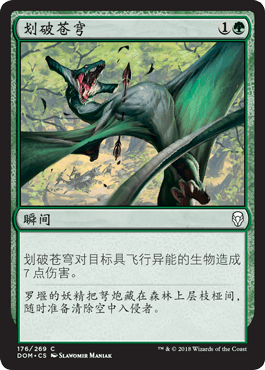 划破苍穹 1
瞬间
划破苍穹对目标具飞行异能的生物造成
7点伤害。
罗堰的妖精把弩炮藏在森林上层枝桠间，
随时准备清除空中入侵者。
176/269 C
DOM • CS SLAWOMIR MANIAK
™ & © 2018 Wizards of the Coast